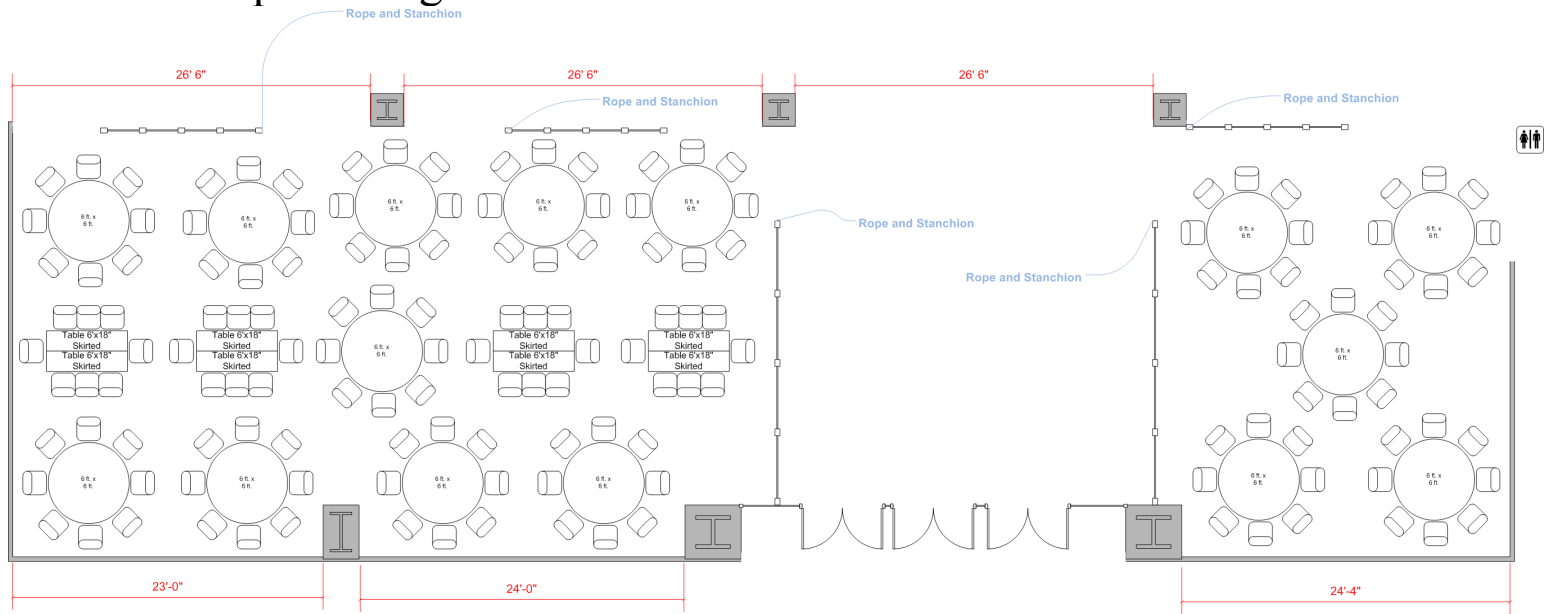 Rope and Stanchion
26' 6"
26' 6"
26' 6"
Rope and Stanchion
Rope and Stanchion
6 ft. x
6 ft.
6 ft. x
6 ft.
6 ft. x
6 ft.
6 ft. x
6 ft.
6 ft. x
6 ft.
Rope and Stanchion
6 ft. x
6 ft.
6 ft. x
6 ft.
Rope and Stanchion
Table 6'x18"
Skirted
Table 6'x18"
Skirted
Table 6'x18"
Skirted
Table 6'x18"
Skirted
6 ft. x
6 ft.
Table 6'x18"
Skirted
Table 6'x18"
Skirted
Table 6'x18"
Skirted
Table 6'x18"
Skirted
6 ft. x
6 ft.
6 ft. x
6 ft.
6 ft. x
6 ft.
6 ft. x
6 ft.
6 ft. x
6 ft.
6 ft. x
6 ft.
6 ft. x
6 ft.
23'-0"
24'-0"
24'-4"